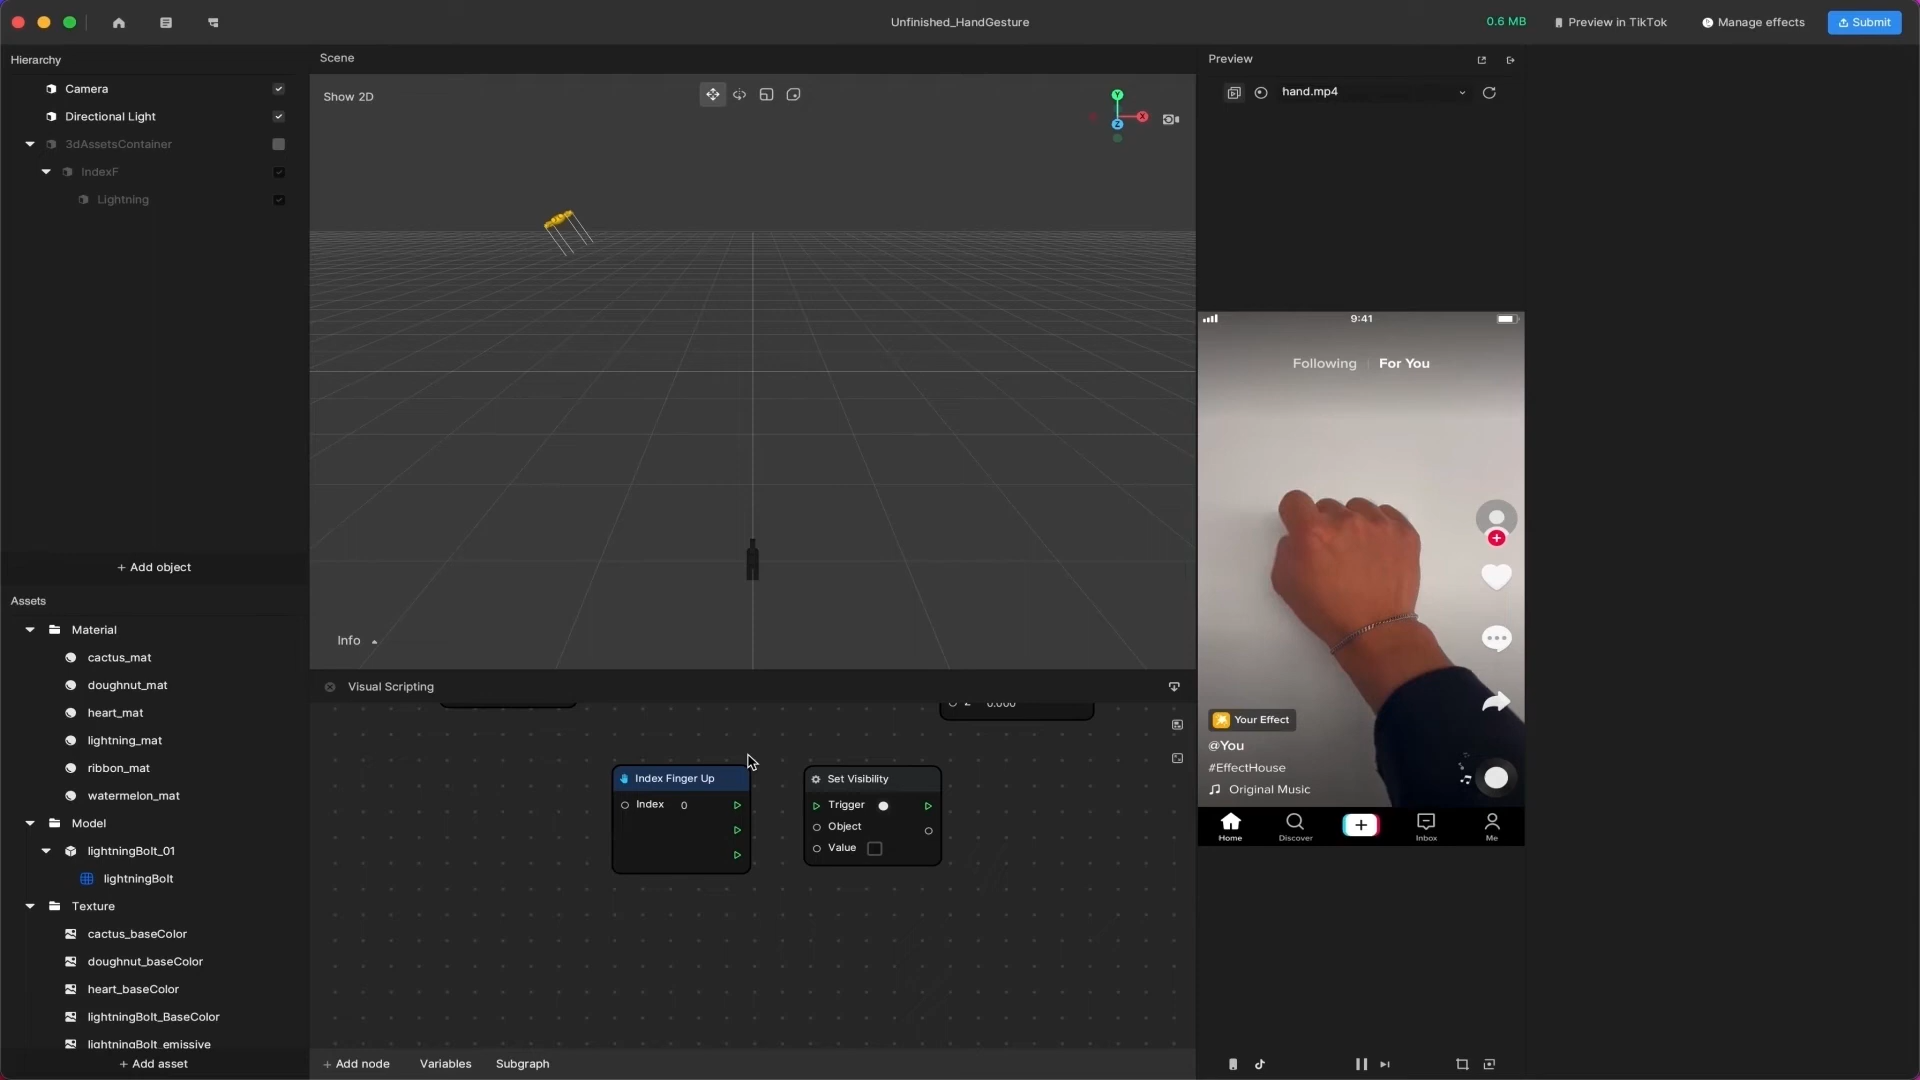 Unfinished_HandGesture
0.6 MB
Preview in TikTok
Manage effects
Submit
Hierarchy
Camera
Directional Light
3dAssetsContainer
IndexF
Lightning
+ Add object
Assets
Material
cactus_mat
doughnut_mat
heart_mat
lightning_mat
ribbon_mat
watermelon_mat
Model
lightningBolt_01
lightningBolt
Texture
cactus_baseColor
doughnut_baseColor
heart_baseColor
lightningBolt_BaseColor
lightningBolt_emissive
+ Add asset
Scene
Show 2D
Y
X
Z
Info
Visual Scripting
Z 0.000
Index Finger Up
Index 0
Set Visibility
Trigger
Object
Value
+ Add node
Variables
Subgraph
Preview
hand.mp4
9:41
Following
For You
Your Effect
@You
#EffectHouse
Original Music
Home
Discover
Inbox
Me